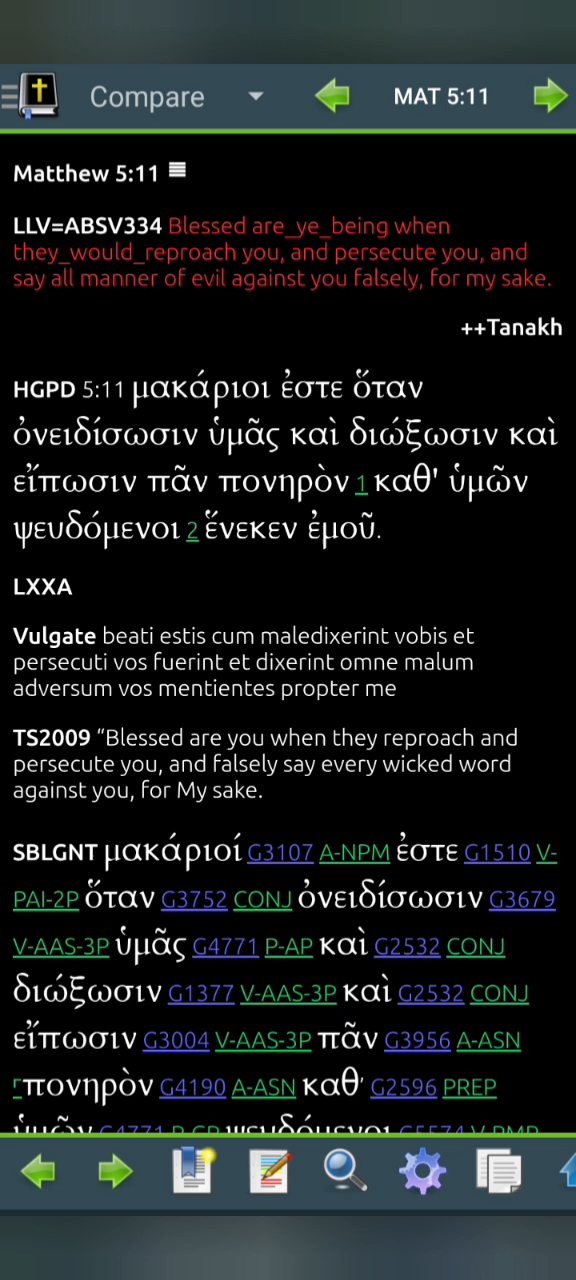 Compare
MAT 5:11
Matthew 5:11
LLV=ABSV334 Blessed are_ye_being when
they_would_reproach you, and persecute you, and
say all manner of evil against you falsely, for my sake.
++Tanakh
HGPD 5:11 μακάριοι ἐστε ὅταν
ὀνειδίσωσιν ὑμᾶς καὶ διώξωσιν καὶ
εἴπωσιν πᾶν πονηρὸν 1 καθ' ὑμῶν
ψευδόμενοι 2 ἕνεκεν ἐμοῦ.
LXXA
Vulgate beati estis cum maledixerint vobis et
persecuti vos fuerint et dixerint omne malum
adversum vos mentientes propter me
TS2009 “Blessed are you when they reproach and
persecute you, and falsely say every wicked word
against you, for My sake.
SBLGNT μακάριοί G3107 A-NPM ἐστε G1510 V-
PAI-2P ὅταν G3752 CONJ ὀνειδίσωσιν G3679
V-AAS-3P ὑμᾶς G4771 P-AP καὶ G2532 CONJ
διώξωσιν G1377 V-AAS-3P καὶ G2532 CONJ
εἴπωσιν G3004 V-AAS-3P πᾶν G3956 A-ASN
⸀πονηρὸν G4190 A-ASN καθ’ G2596 PREP
ὑμῶν G4771 P-GP ψευδόμενοι G5574 V-PMP-